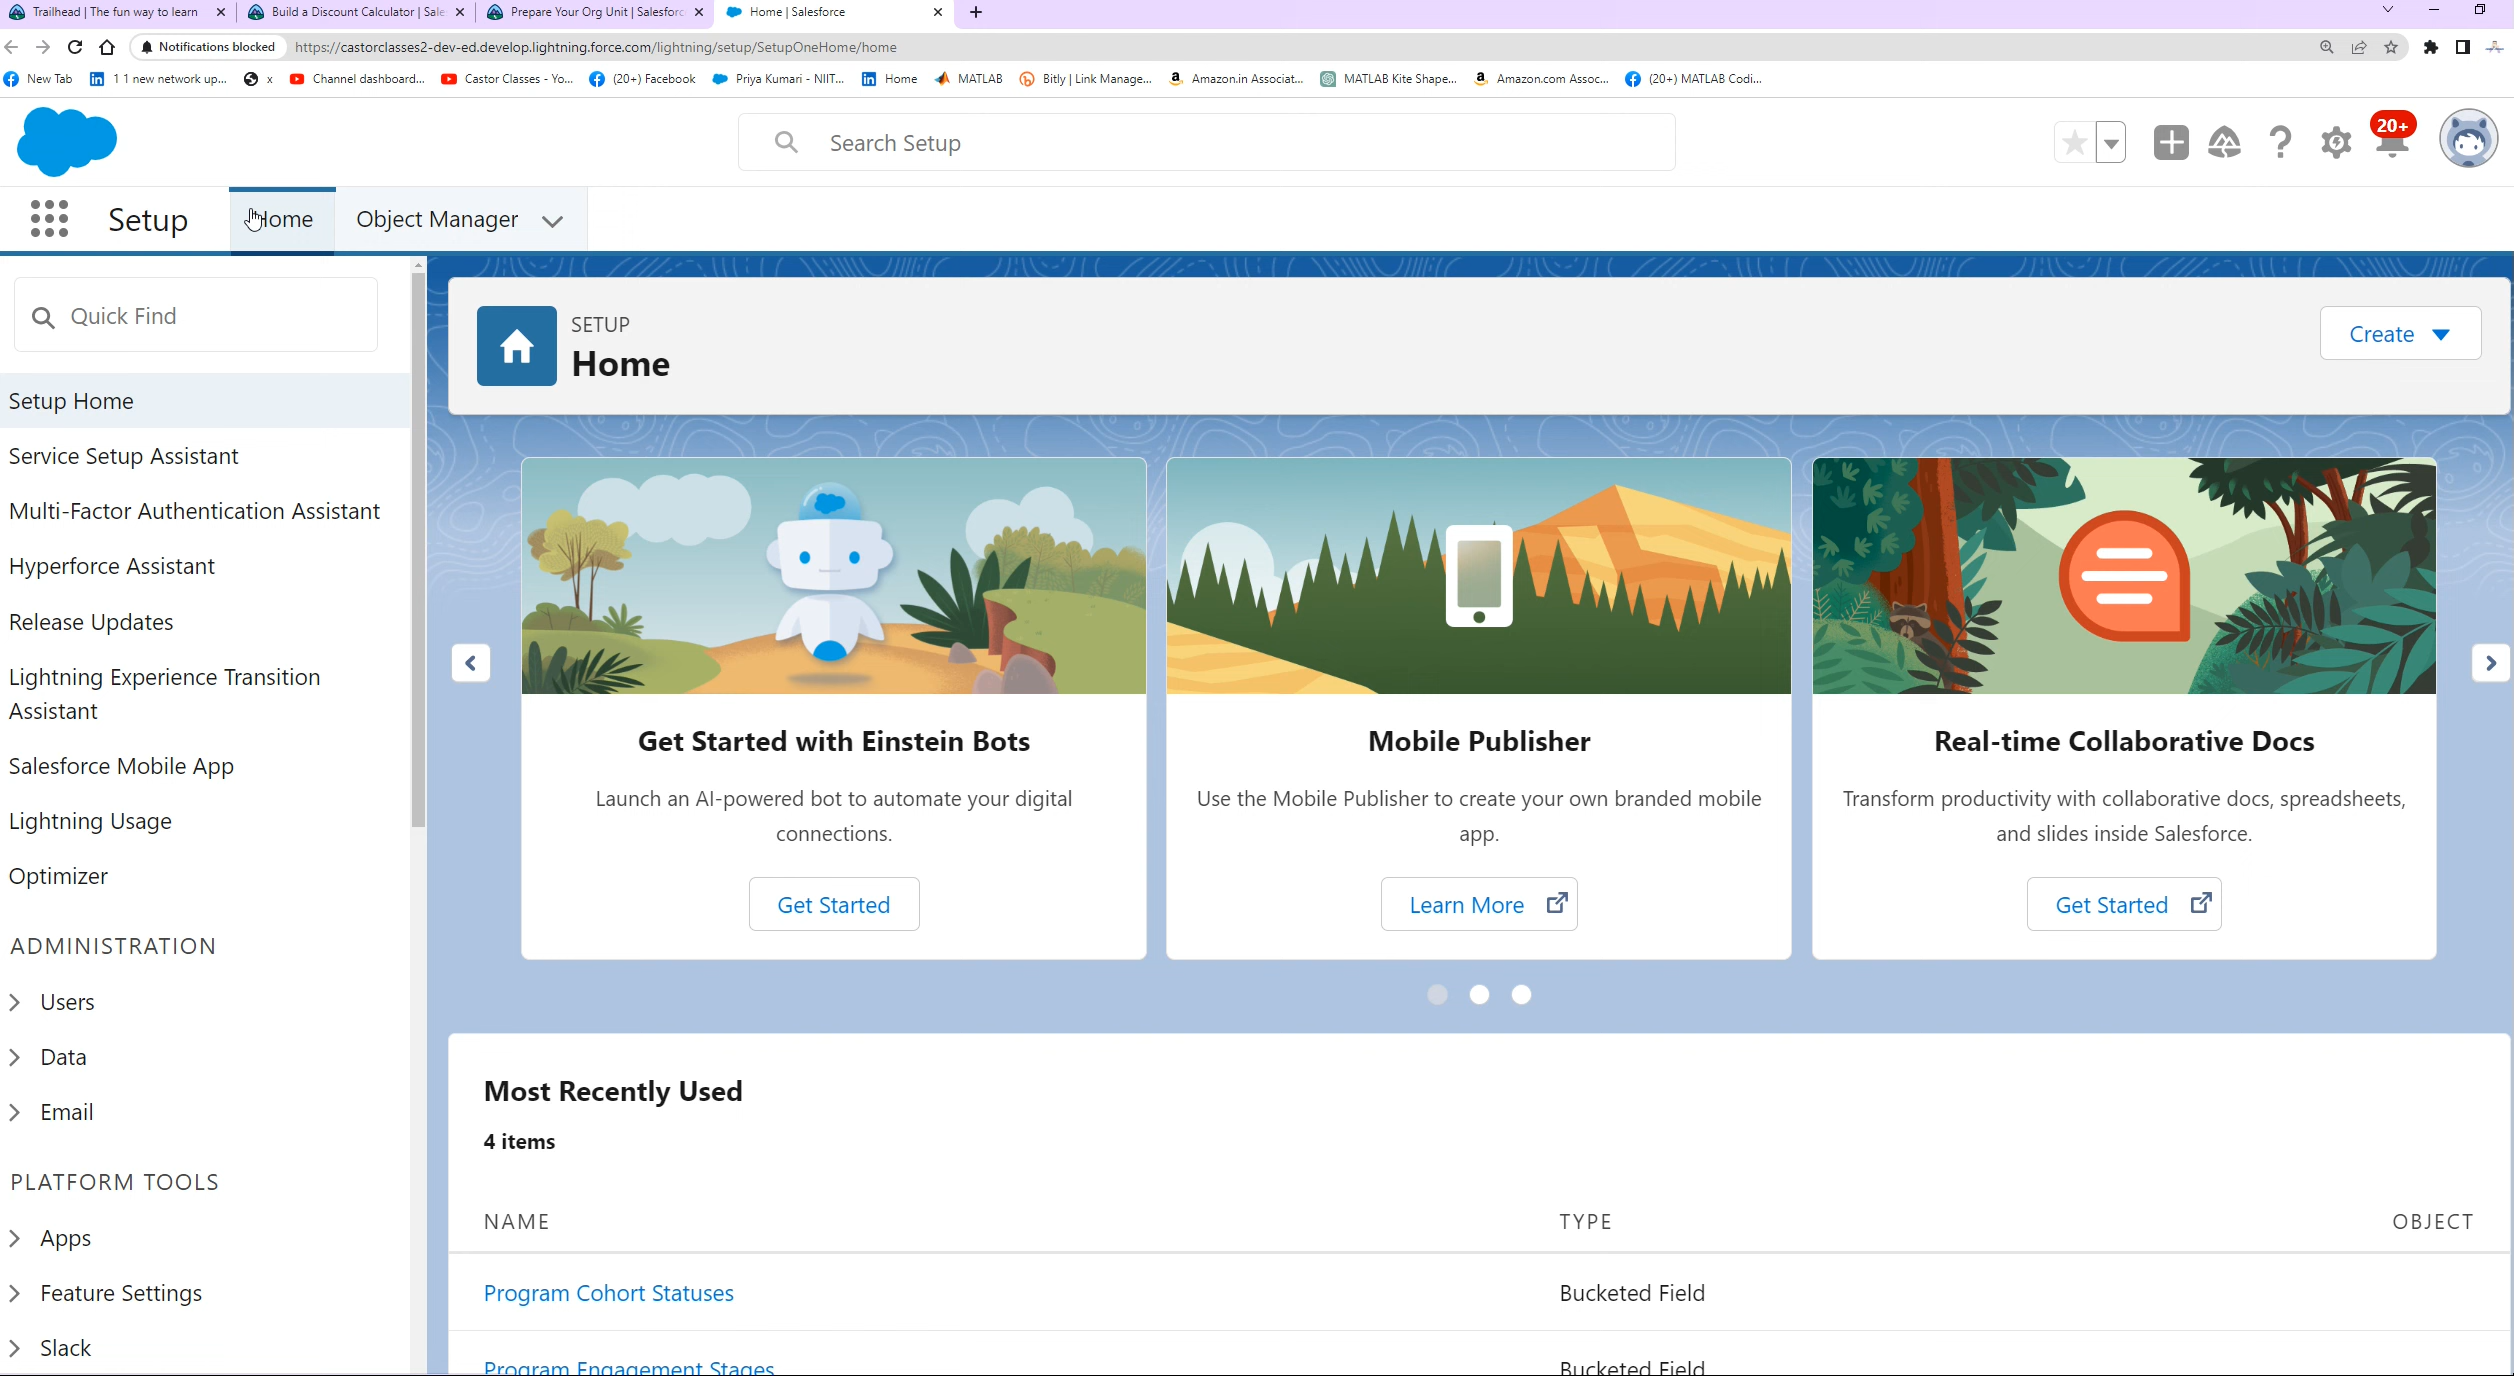 Trailhead | The fun way to learn
Build a Discount Calculator | Sale
Prepare Your Org Unit | Salesforc
Home | Salesforce
Notifications blocked
https://castorclasses2-dev-ed.develop.lightning.force.com/lightning/setup/SetupOneHome/home
New Tab
1 1 new network up...
x
Channel dashboard...
Castor Classes - Yo...
(20+) Facebook
Priya Kumari - NIIT...
Home
MATLAB
Bitly | Link Manage...
Amazon.in Associat...
MATLAB Kite Shape...
Amazon.com Assoc...
(20+) MATLAB Codi...
Search Setup
20+
Setup
Home
Object Manager
Quick Find
Setup Home
Service Setup Assistant
Multi-Factor Authentication Assistant
Hyperforce Assistant
Release Updates
Lightning Experience Transition
Assistant
Salesforce Mobile App
Lightning Usage
Optimizer
ADMINISTRATION
Users
Data
Email
PLATFORM TOOLS
Apps
Feature Settings
Slack
SETUP
Home
Create
Get Started with Einstein Bots
Launch an AI-powered bot to automate your digital
connections.
Get Started
Mobile Publisher
Use the Mobile Publisher to create your own branded mobile
app.
Learn More
Real-time Collaborative Docs
Transform productivity with collaborative docs, spreadsheets,
and slides inside Salesforce.
Get Started
Most Recently Used
4 items
NAME TYPE OBJECT
Program Cohort Statuses Bucketed Field
Program Engagement Stages Bucketed Field